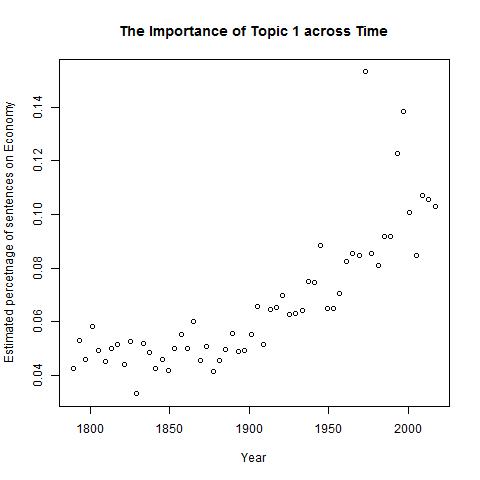 The Importance of Topic 1 across Time
Estimated percetnage of sentences on Economy
0.14
0.12
0.10
0.08
0.06
0.04
1800 1850 1900 1950 2000
Year